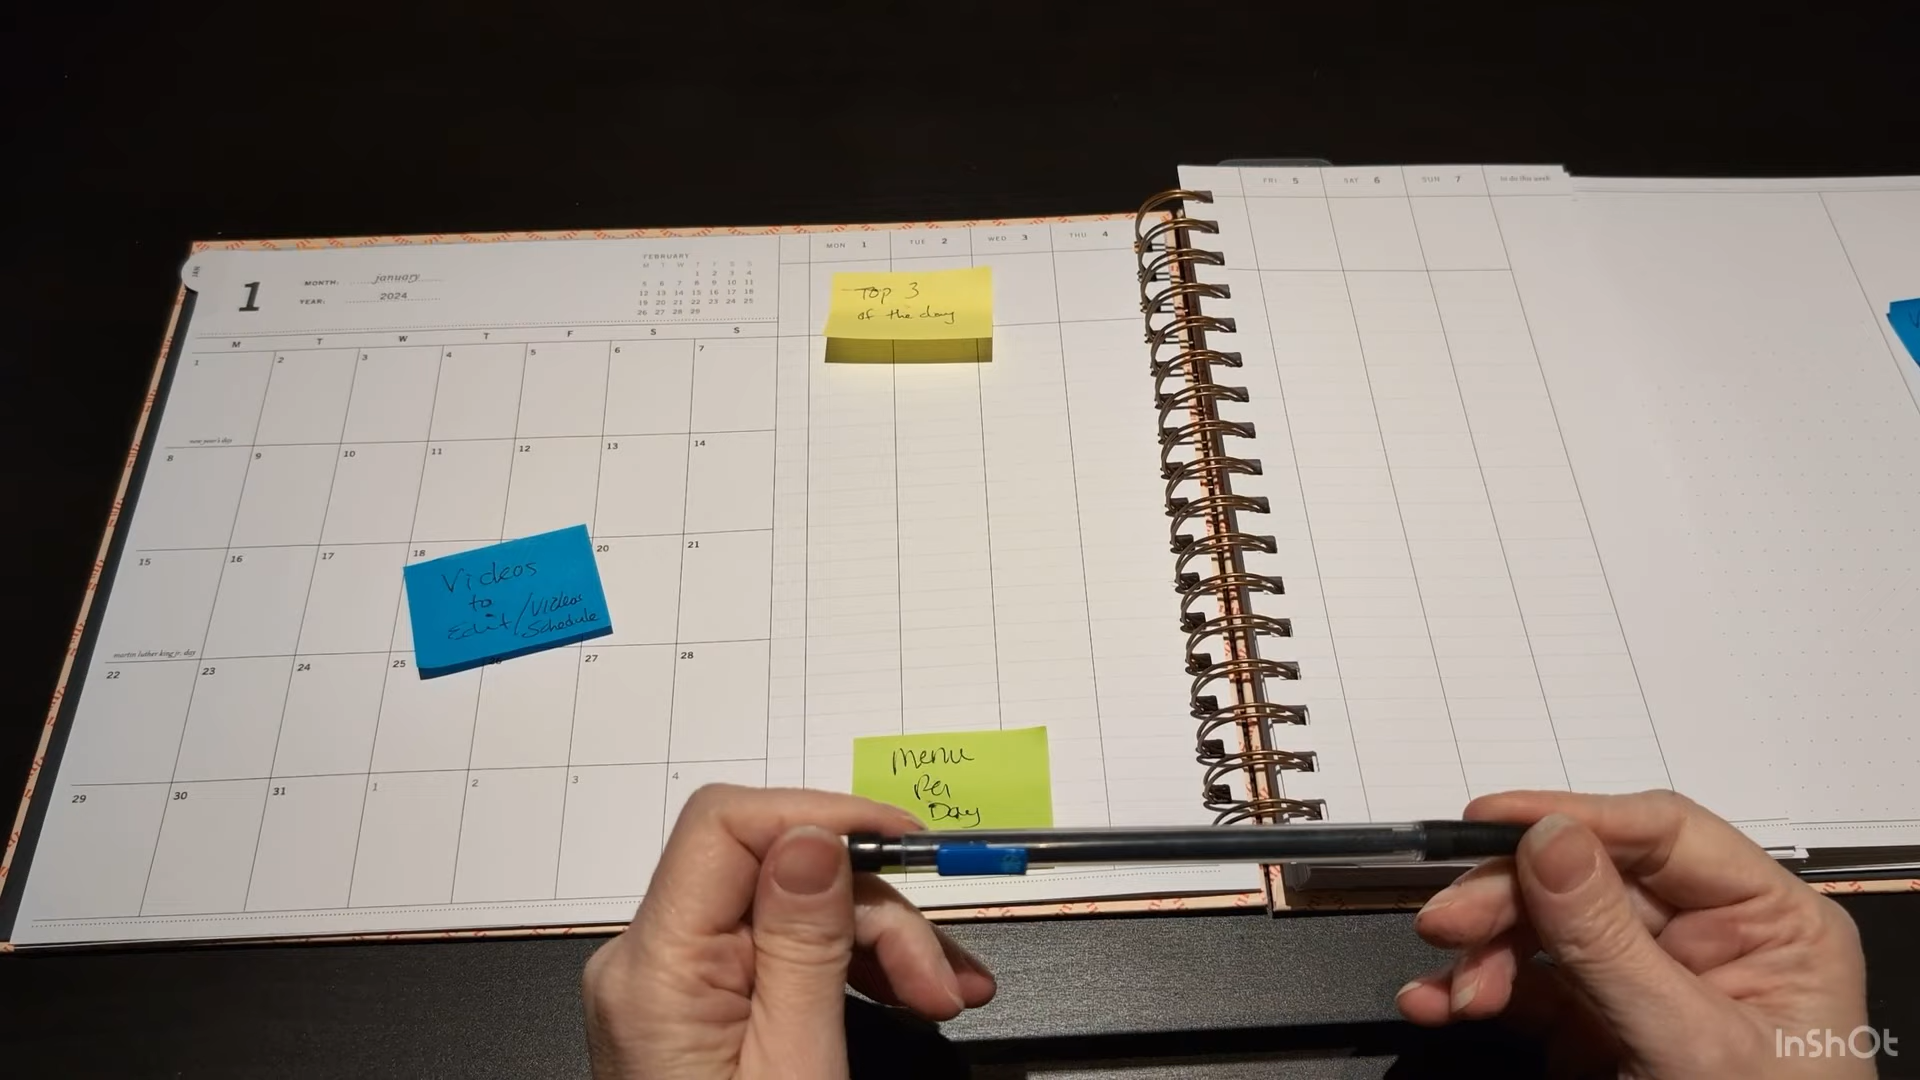 JAN
1
MONTH: january
YEAR: 2024
FEBRUARY
M T W T F S S
1 2 3 4
5 6 7 8 9 10 11
12 13 14 15 16 17 18
19 20 21 22 23 24 25
26 27 28 29
M T W T F S S
1 2 3 4 5 6 7
new year's day
8 9 10 11 12 13 14
15 16 17 18 20 21
martin luther king jr. day
22 23 24 25 26 27 28
29 30 31 1 2 3 4
Videos
to
Edit/Videos
Schedule
MON 1 TUE 2 WED 3 THU 4
Top 3
of the day
Menu
Per
Day
FRI 5 SAT 6 SUN 7 to do this week
InShOt